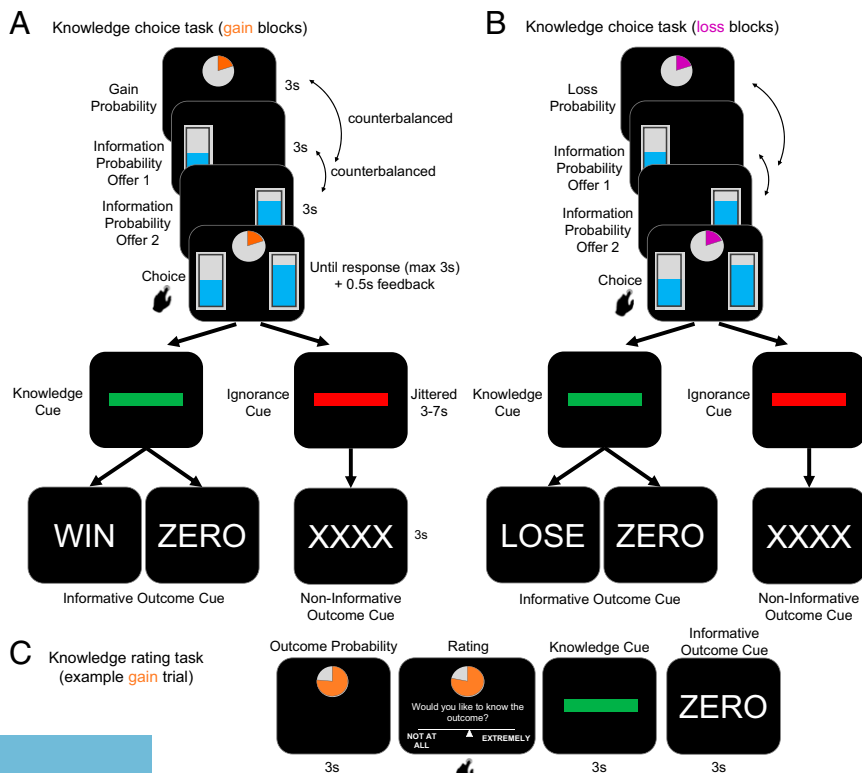 A
Knowledge choice task (gain blocks)
Gain
Probability
3s
counterbalanced
Information
Probability
Offer 1
3s
counterbalanced
Information
Probability
Offer 2
3s
Choice
Until response (max 3s)
+ 0.5s feedback
Knowledge
Cue
Ignorance
Cue
Jittered
3-7s
WIN
ZERO
XXXX
3s
Informative Outcome Cue
Non-Informative
Outcome Cue
B
Knowledge choice task (loss blocks)
Loss
Probability
Information
Probability
Offer 1
Information
Probability
Offer 2
Choice
Knowledge
Cue
Ignorance
Cue
LOSE
ZERO
XXXX
Informative Outcome Cue
Non-Informative
Outcome Cue
C
Knowledge rating task
(example gain trial)
Outcome Probability
3s
Rating
Would you like to know the
outcome?
NOT AT
ALL
EXTREMELY
Knowledge Cue
3s
Informative
Outcome Cue
ZERO
3s